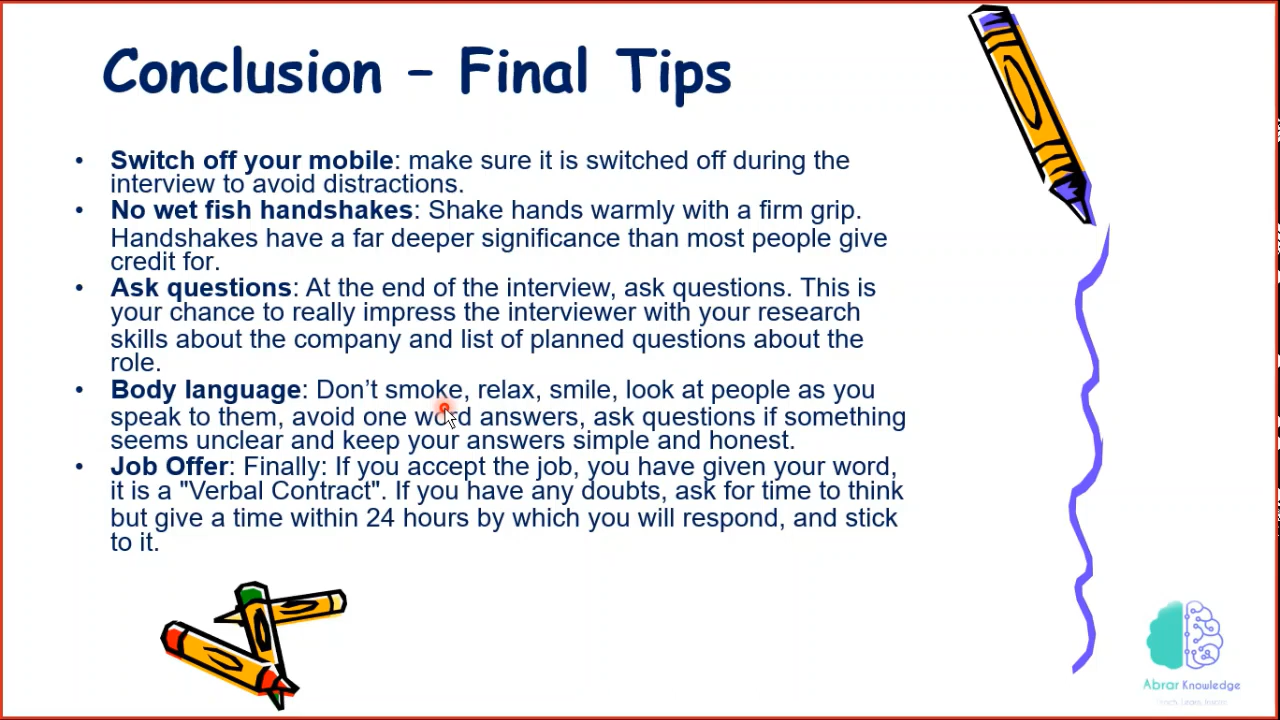 Conclusion – Final Tips
• Switch off your mobile: make sure it is switched off during the
interview to avoid distractions.
• No wet fish handshakes: Shake hands warmly with a firm grip.
Handshakes have a far deeper significance than most people give
credit for.
• Ask questions: At the end of the interview, ask questions. This is
your chance to really impress the interviewer with your research
skills about the company and list of planned questions about the
role.
• Body language: Don’t smoke, relax, smile, look at people as you
speak to them, avoid one word answers, ask questions if something
seems unclear and keep your answers simple and honest.
• Job Offer: Finally: If you accept the job, you have given your word,
it is a "Verbal Contract". If you have any doubts, ask for time to think
but give a time within 24 hours by which you will respond, and stick
to it.
Abrar Knowledge